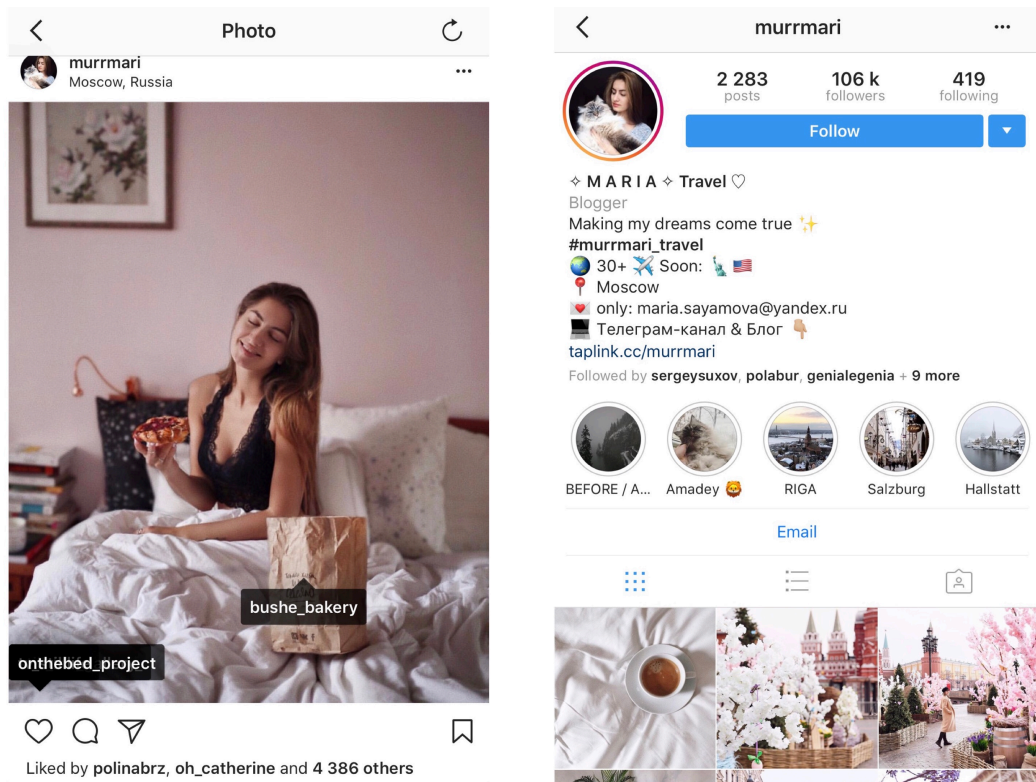 Photo
murrmari
Moscow, Russia
bushe_bakery
onthebed_project
Liked by polinabrz, oh_catherine and 4 386 others
murrmari
2 283
posts
106 k
followers
419
following
Follow
✧ M A R I A ✧ Travel ♡
Blogger
Making my dreams come true ✨
#murrmari_travel
🌍 30+ ✈️ Soon: 🗽 🇺🇸
📍 Moscow
💌 only: maria.sayamova@yandex.ru
💻 Телеграм-канал & Блог 👇🏼
taplink.cc/murrmari
Followed by sergeysuxov, polabur, genialegenia + 9 more
BEFORE / A...
Amadey 🦁
RIGA
Salzburg
Hallstatt
Email